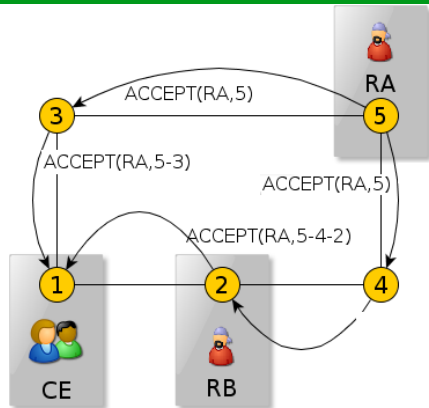 RA
ACCEPT(RA,5)
3
5
ACCEPT(RA,5-3)
ACCEPT(RA,5)
ACCEPT(RA,5-4-2)
1
2
4
CE
RB